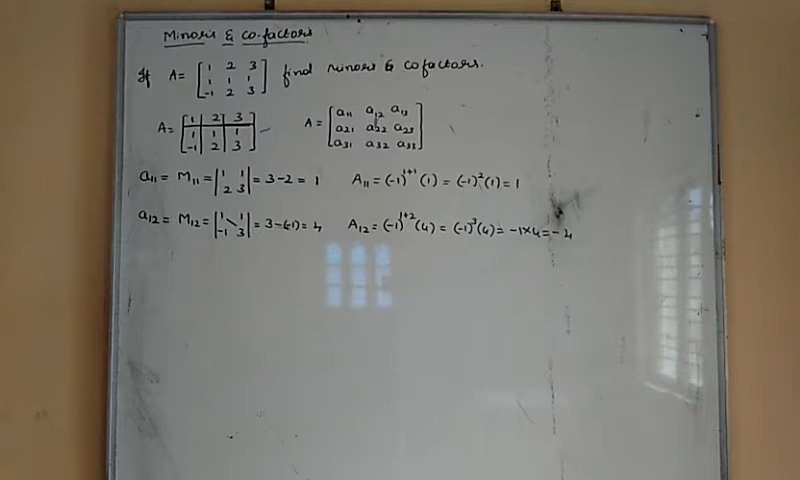 Minors & Co-factors
If A = [1 2 3; 1 1 1; -1 2 3] find minors & cofactors.
A = [1 2 3; 1 1 1; -1 2 3] A = [a11 a12 a13; a21 a22 a23; a31 a32 a33]
a11 = M11 = |1 1; 2 3| = 3-2 = 1 A11 = (-1)^1+1 (1) = (-1)^2 (1) = 1
a12 = M12 = |1 1; -1 3| = 3-(-1) = 4 A12 = (-1)^1+2 (4) = (-1)^3 (4) = -1×4 = -4